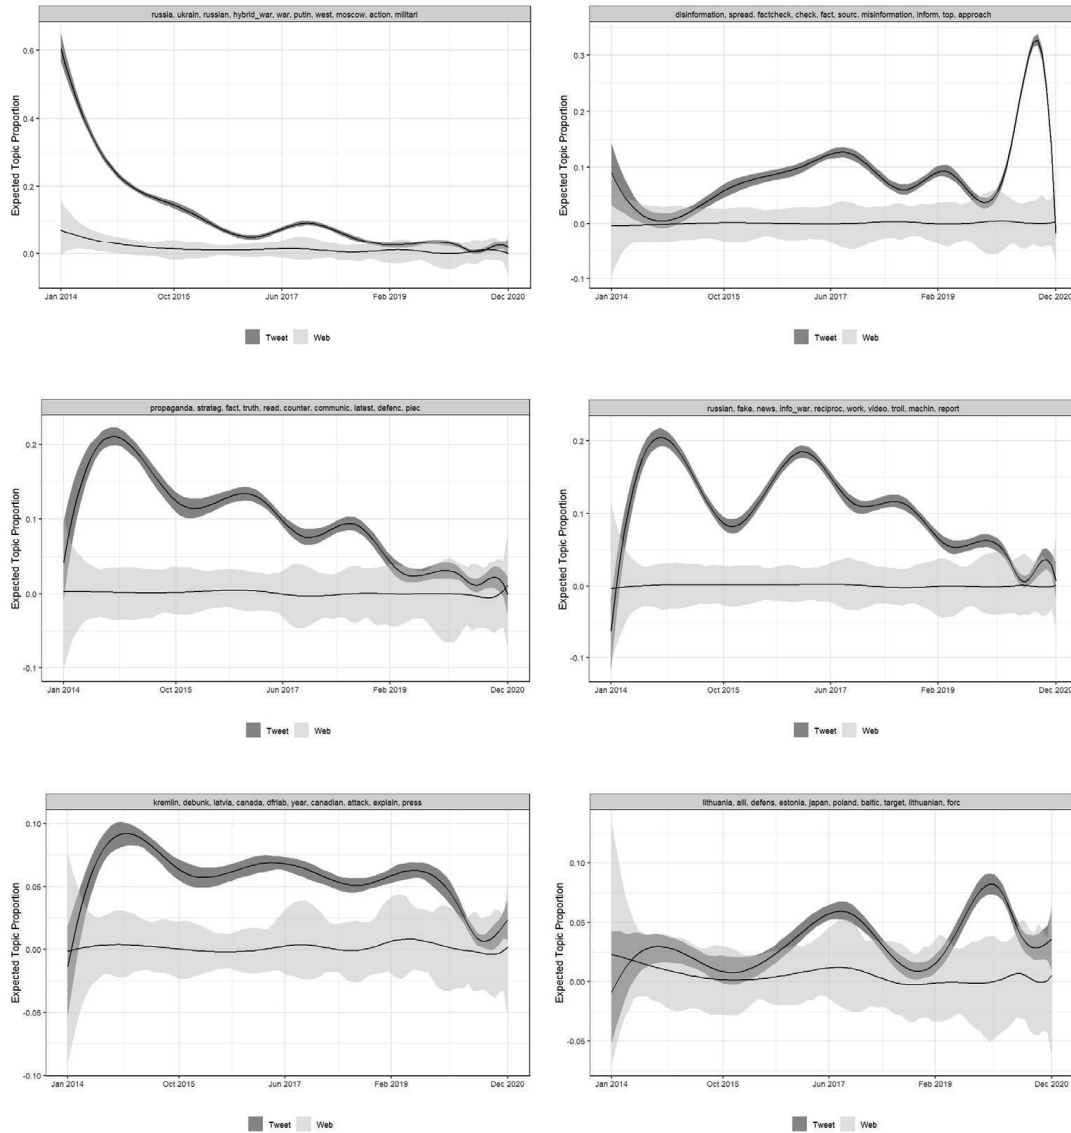 russia, ukrain, russian, hybrid_war, war, putin, west, moscow, action, militari
Expected Topic Proportion
0.6
0.4
0.2
0.0
Jan 2014
Oct 2015
Jun 2017
Feb 2019
Dec 2020
Tweet
Web
disinformation, spread, factcheck, check, fact, sourc, misinformation, inform, top, approach
Expected Topic Proportion
0.3
0.2
0.1
0.0
-0.1
Jan 2014
Oct 2015
Jun 2017
Feb 2019
Dec 2020
Tweet
Web
propaganda, strateg, fact, truth, read, counter, communic, latest, defenc, piec
Expected Topic Proportion
0.2
0.1
0.0
-0.1
Jan 2014
Oct 2015
Jun 2017
Feb 2019
Dec 2020
Tweet
Web
russian, fake, news, info_war, reciproc, work, video, troll, machin, report
Expected Topic Proportion
0.2
0.1
0.0
-0.1
Jan 2014
Oct 2015
Jun 2017
Feb 2019
Dec 2020
Tweet
Web
kremlin, debunk, latvia, canada, dfrlab, year, canadian, attack, explain, press
Expected Topic Proportion
0.10
0.05
0.00
-0.05
-0.10
Jan 2014
Oct 2015
Jun 2017
Feb 2019
Dec 2020
Tweet
Web
lithuania, alli, defens, estonia, japan, poland, baltic, target, lithuanian, forc
Expected Topic Proportion
0.10
0.05
0.00
-0.05
Jan 2014
Oct 2015
Jun 2017
Feb 2019
Dec 2020
Tweet
Web